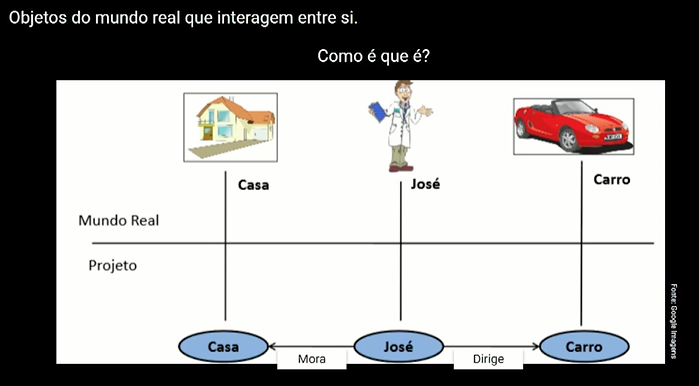 Objetos do mundo real que interagem entre si.
Como é que é?
Casa
José
Carro
Mundo Real
Projeto
Fonte: Google Imagens
Casa
José
Carro
Mora
Dirige